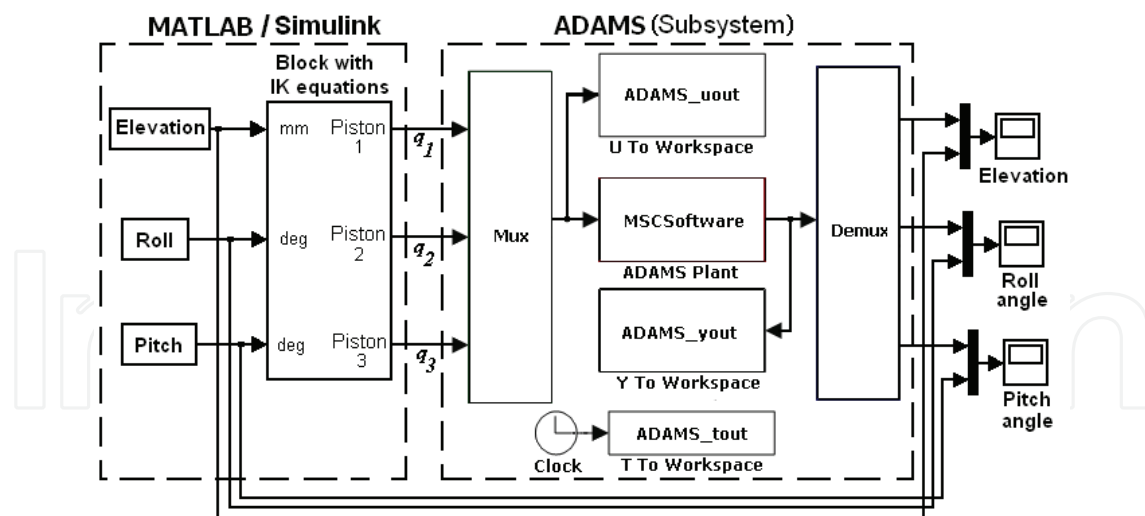 MATLAB / Simulink
ADAMS (Subsystem)
Block with
IK equations
Elevation
Roll
Pitch
mm
deg
deg
Piston
1
Piston
2
Piston
3
q1
q2
q3
Mux
ADAMS_uout
U To Workspace
MSCSoftware
ADAMS Plant
ADAMS_yout
Y To Workspace
Clock
ADAMS_tout
T To Workspace
Demux
Elevation
Roll
angle
Pitch
angle